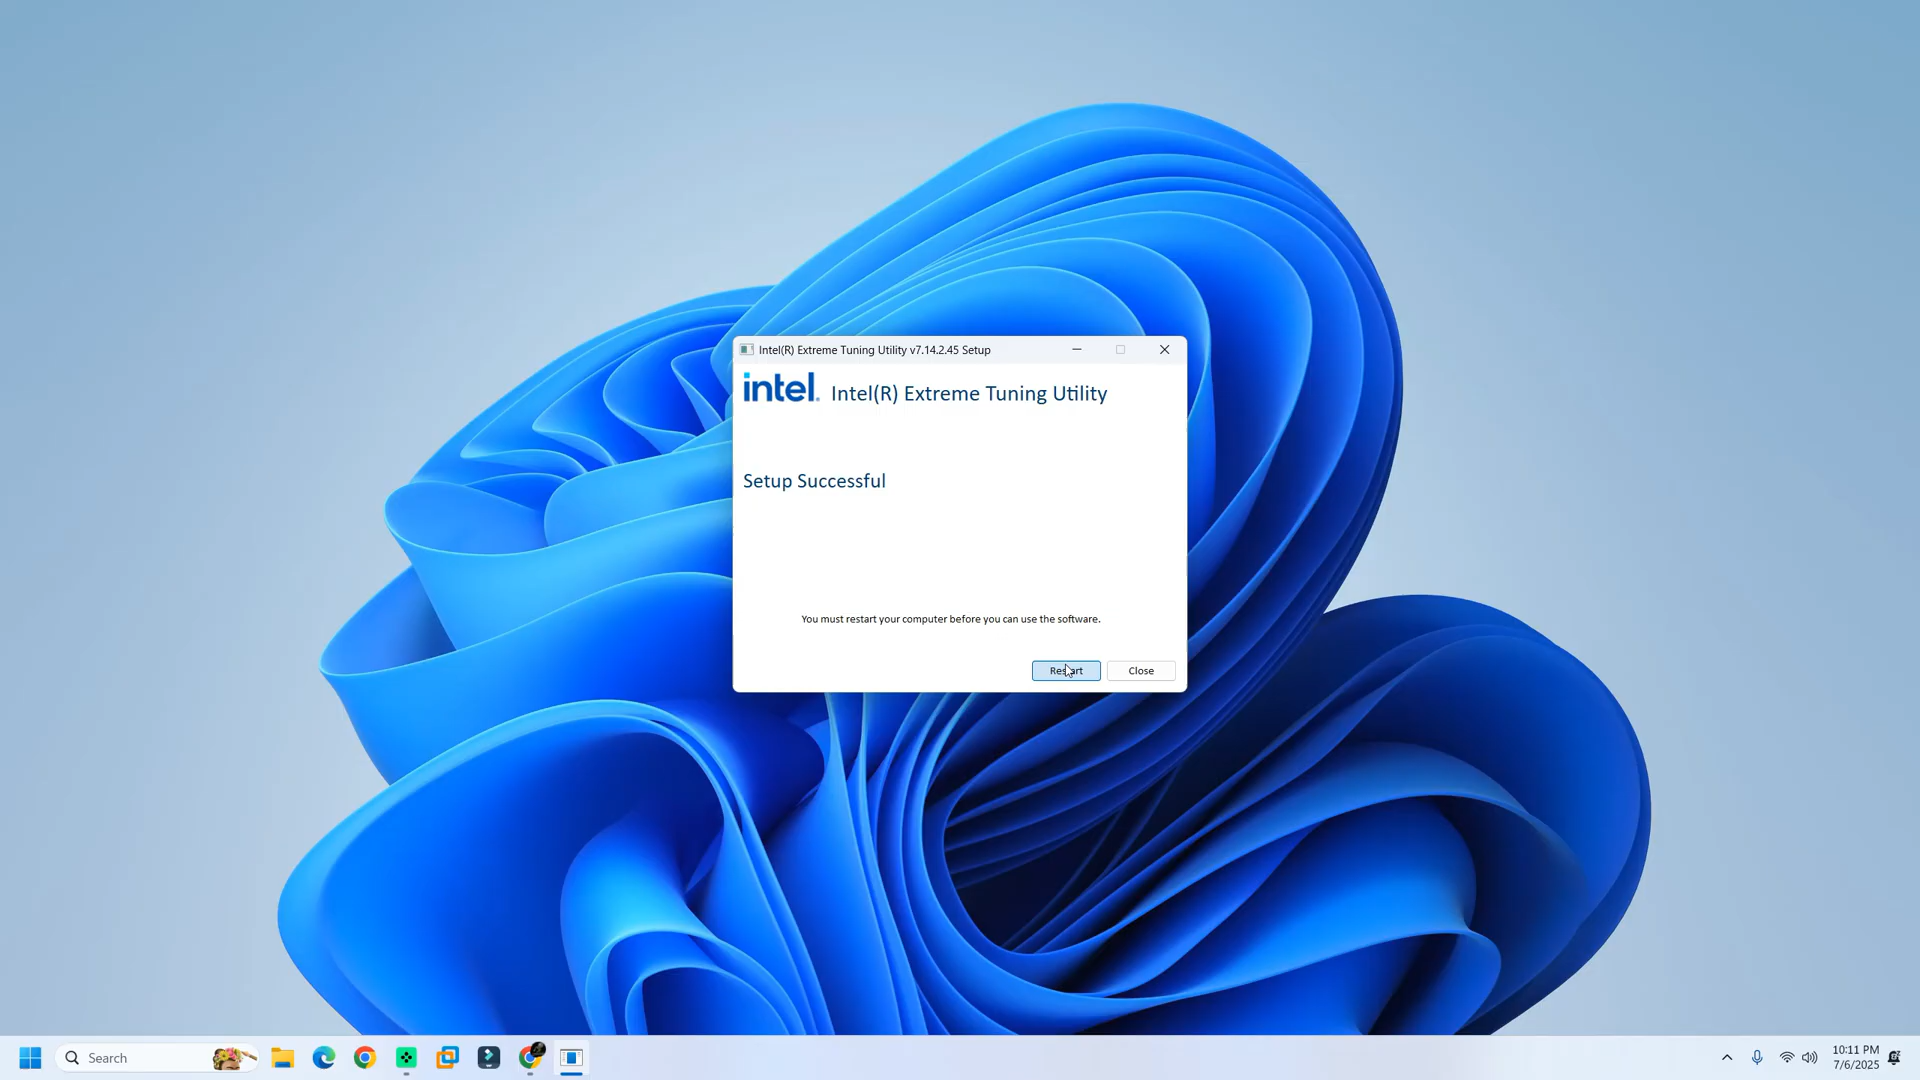 Intel(R) Extreme Tuning Utility v7.14.2.45 Setup
intel. Intel(R) Extreme Tuning Utility
Setup Successful
You must restart your computer before you can use the software.
Restart Close
Search
10:11 PM
7/6/2025